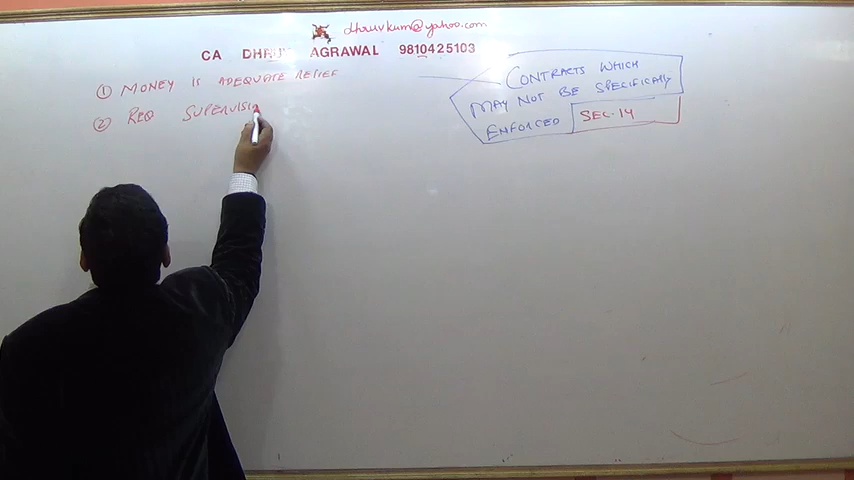 dhruvkum@yahoo.com
CA DHRUV AGRAWAL 9810425103
① MONEY IS ADEQUATE RELIEF
② REQ SUPERVISI
CONTRACTS WHICH
MAY NOT BE SPECIFICALLY
ENFORCED SEC.14